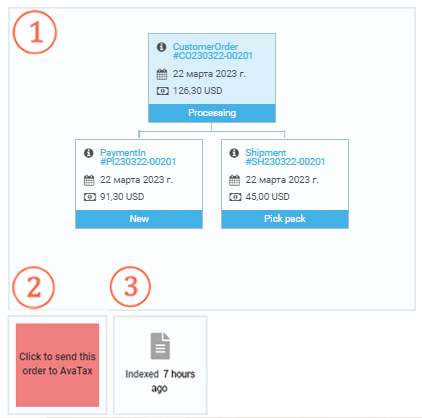 1
CustomerOrder
#CO230322-00201
22 марта 2023 г.
126,30 USD
Processing
PaymentIn
#PI230322-00201
22 марта 2023 г.
91,30 USD
New
Shipment
#SH230322-00201
22 марта 2023 г.
45,00 USD
Pick pack
2
Click to send this
order to AvaTax
3
Indexed 7 hours
ago